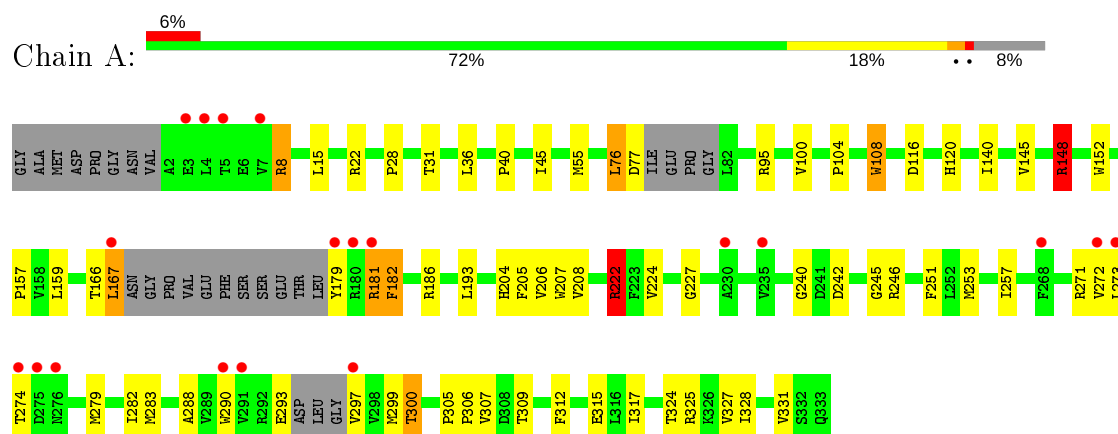 6%
Chain A:
72% 18% • • 8%
GLY ALA MET ASP PRO GLY ASN VAL A2 E3 L4 T5 E6 V7 R8 L15 R22 P28 T31 L36 P40 I45 M55 L76 D77 ILE GLU PRO GLY L82 R95 V100 P104 W108 D116 H120 I140 V145 R148 W152
P157 V158 L159 T166 L167 ASN GLY PRO VAL GLU PHE SER SER GLU THR LEU Y179 R180 R181 F182 R186 L193 H204 F205 V206 W207 V208 R222 F223 V224 G227 A230 V235 G240 D241 D242 G245 R246 F251 L252 M253 I257 F268 R271 V272 L273
T274 D275 N276 M279 I282 M283 A288 V289 W290 V291 R292 E293 ASP LEU GLY V297 V298 M299 T300 P305 P306 V307 D308 T309 F312 E315 L316 I317 T324 R325 K326 V327 I328 V331 S332 Q333